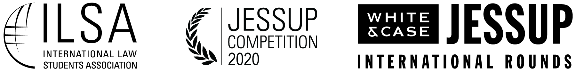 ILSA
INTERNATIONAL LAW
STUDENTS ASSOCIATION
JESSUP
COMPETITION
2020
WHITE
&CASE
JESSUP
INTERNATIONAL ROUNDS